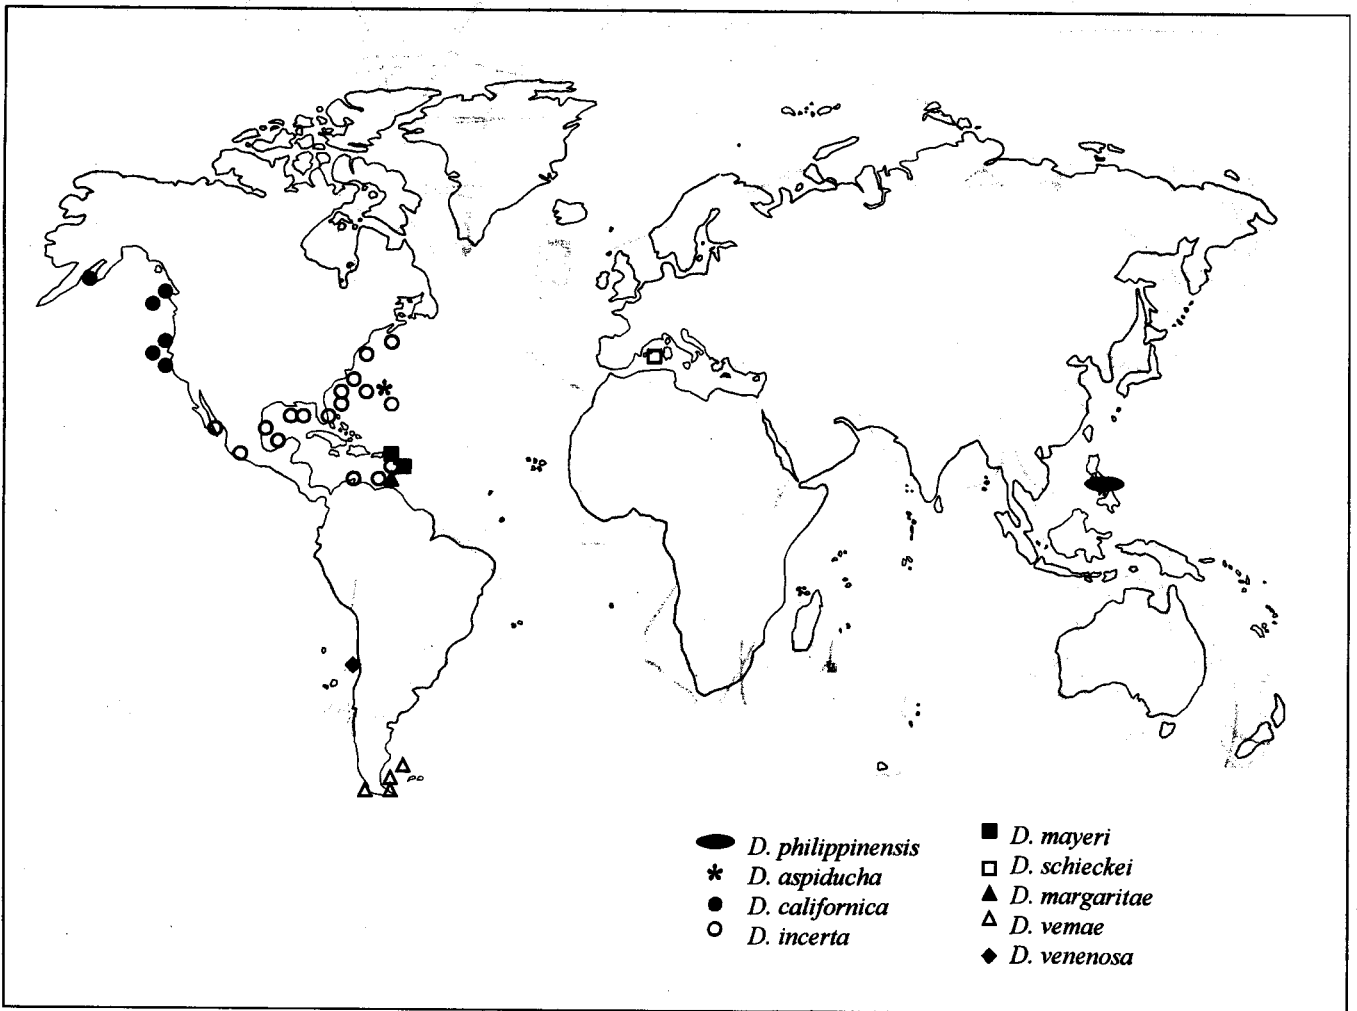 D. philippinensis
D. aspiducha
D. californica
D. incerta
D. mayeri
D. schieckei
D. margaritae
D. vemae
D. venenosa